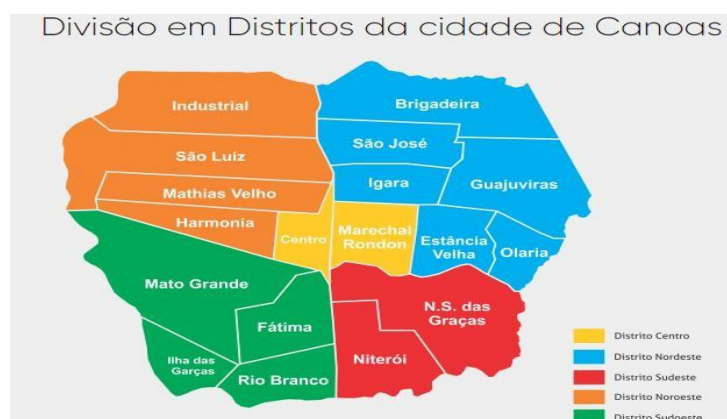 Divisão em Distritos da cidade de Canoas
Industrial
Brigadeira
São José
São Luiz
Igara
Guajuviras
Mathias Velho
Harmonia
Centro
Marechal
Rondon
Estância
Velha
Olaria
Mato Grande
N.S. das
Graças
Fátima
Ilha das
Garças
Niterói
Rio Branco
Distrito Centro
Distrito Nordeste
Distrito Sudeste
Distrito Noroeste
Distrito Sudoeste